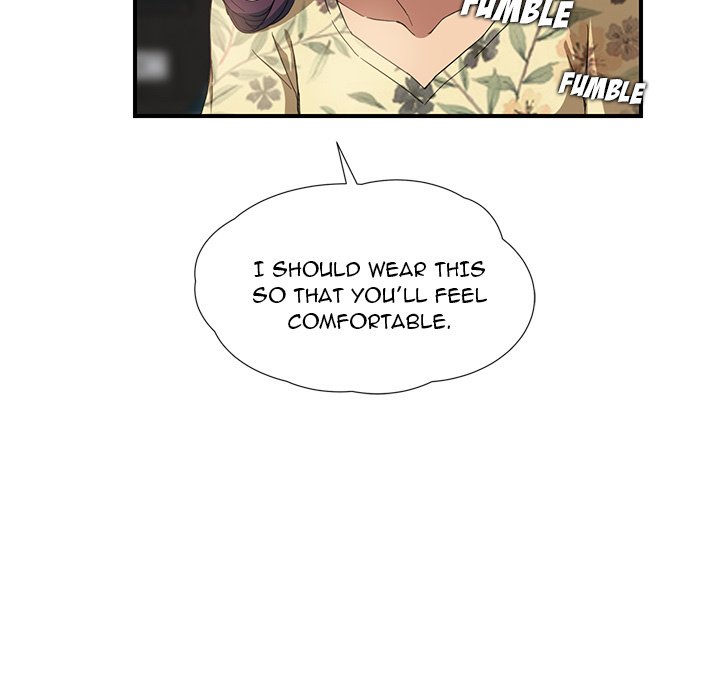 FUMBLE
FUMBLE
I SHOULD WEAR THIS
SO THAT YOU'LL FEEL
COMFORTABLE.